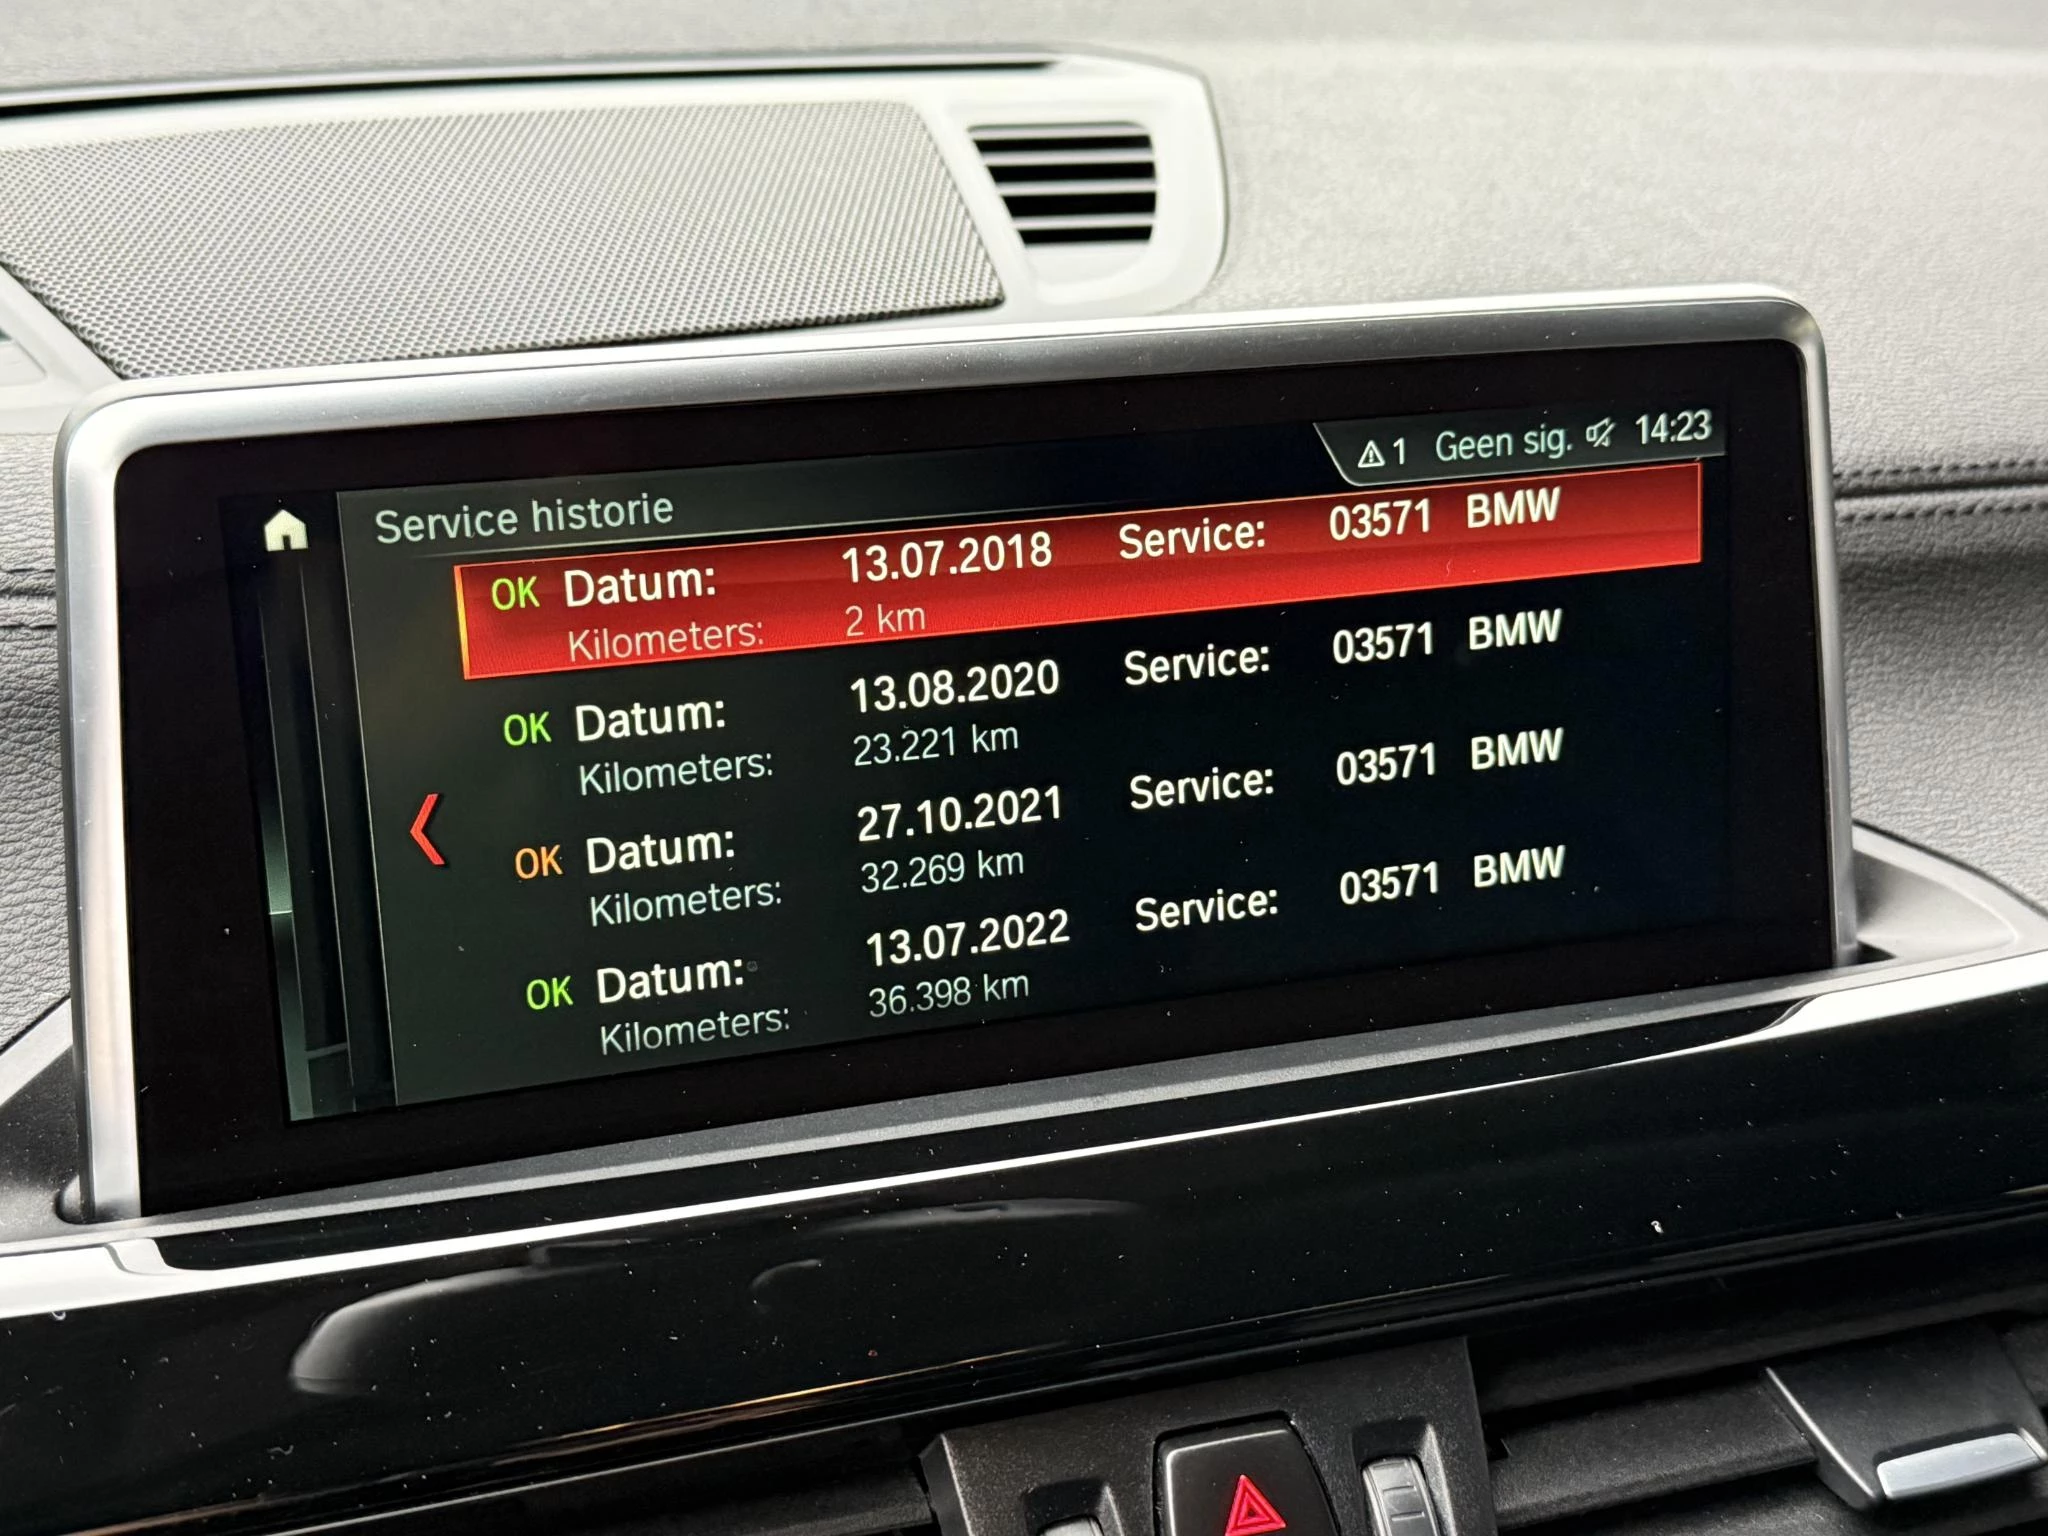 1 Geen sig. 14:23
Service historie
OK Datum: 13.07.2018 Service: 03571 BMW
Kilometers: 2 km
OK Datum: 13.08.2020 Service: 03571 BMW
Kilometers: 23.221 km
OK Datum: 27.10.2021 Service: 03571 BMW
Kilometers: 32.269 km
OK Datum: 13.07.2022 Service: 03571 BMW
Kilometers: 36.398 km